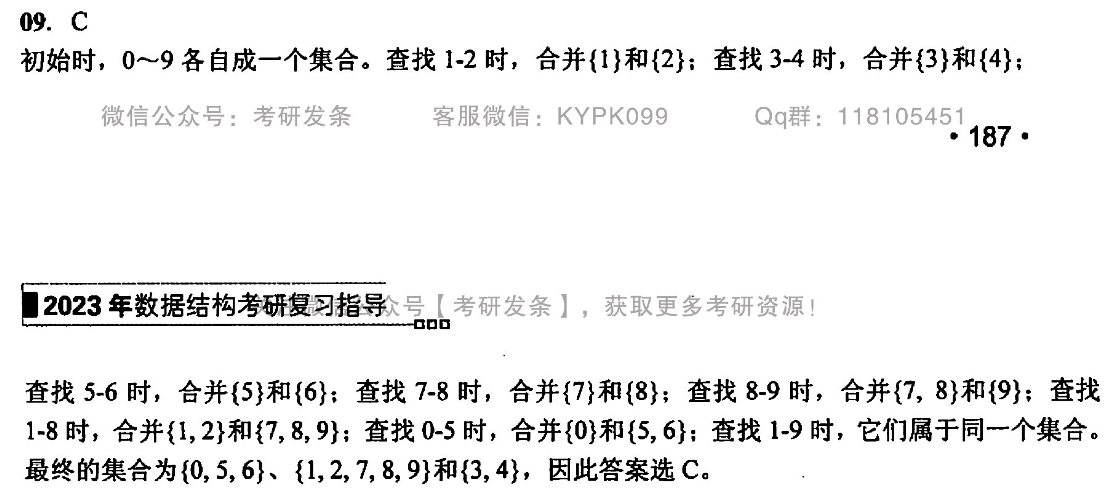 09. C
初始时，0～9 各自成一个集合。查找 1-2 时，合并{1}和{2}；查找 3-4 时，合并{3}和{4}；
微信公众号：考研发条 客服微信：KYPK099 Qq群：118105451
• 187 •
2023 年数据结构考研复习指导
众号【考研发条】，获取更多考研资源！
查找 5-6 时，合并{5}和{6}；查找 7-8 时，合并{7}和{8}；查找 8-9 时，合并{7, 8}和{9}；查找
1-8 时，合并{1, 2}和{7, 8, 9}；查找 0-5 时，合并{0}和{5, 6}；查找 1-9 时，它们属于同一个集合。
最终的集合为{0, 5, 6}、{1, 2, 7, 8, 9}和{3, 4}，因此答案选 C。